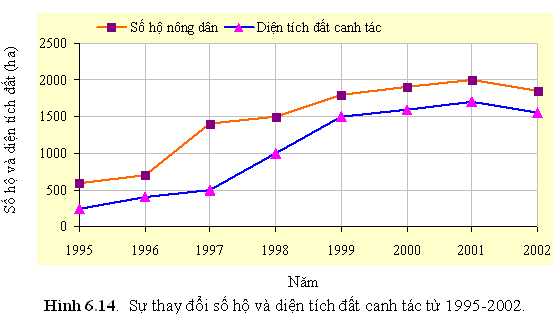 Số hộ nông dân Diện tích đất canh tác
Số hộ và diện tích đất (ha)
2500
2000
1500
1000
500
0
1995 1996 1997 1998 1999 2000 2001 2002
Năm
Hình 6.14. Sự thay đổi số hộ và diện tích đất canh tác từ 1995-2002.